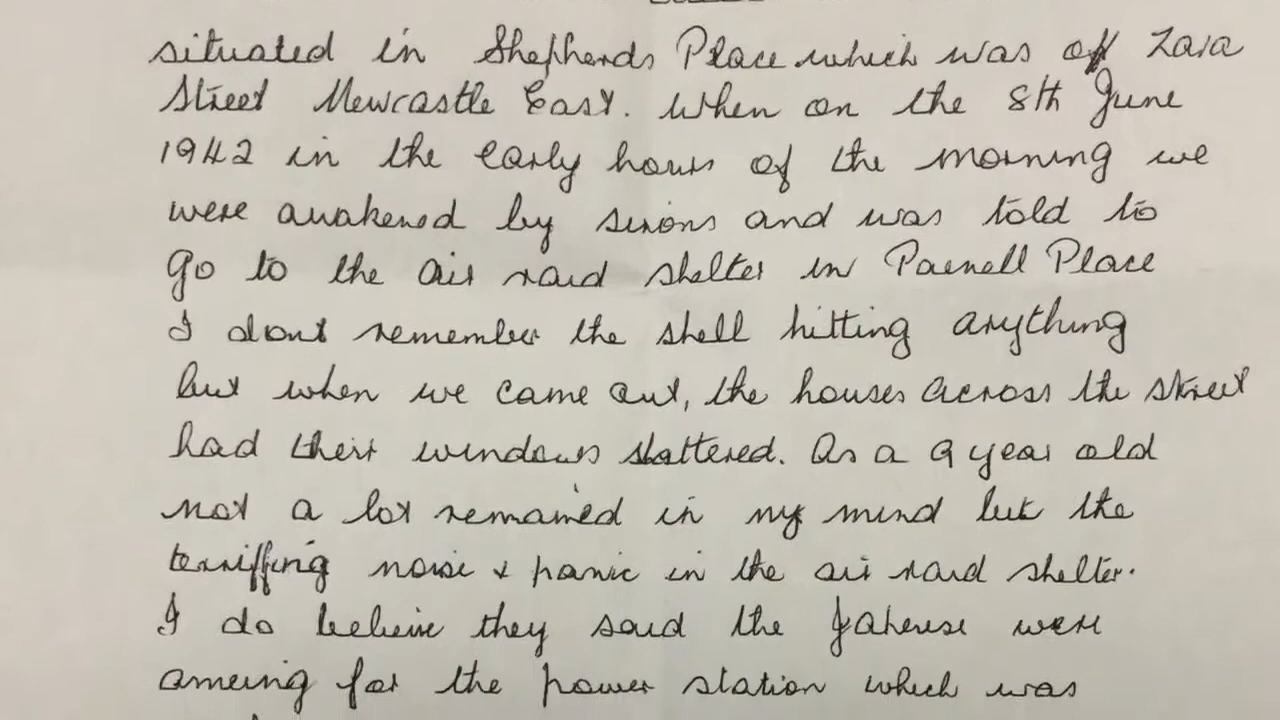 situated in Shepherds Place which was off Zara
Street Newcastle East. When on the 8th June
1942 in the early hours of the morning we
were awakened by sirens and was told to
go to the air raid shelter in Parnell Place
I dont remember the shell hitting anything
but when we came out, the houses across the street
had their windows shattered. As a 9 year old
not a lot remained in my mind but the
terriffing noise & panic in the air raid shelter.
I do believe they said the were
ameing for the power station which was